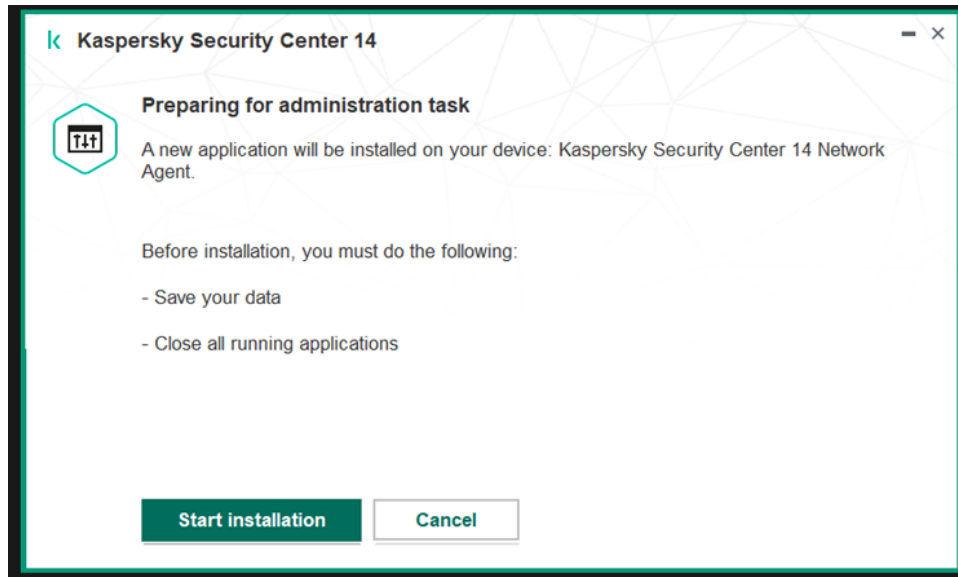 Kaspersky Security Center 14
Preparing for administration task
A new application will be installed on your device: Kaspersky Security Center 14 Network
Agent.
Before installation, you must do the following:
- Save your data
- Close all running applications
Start installation
Cancel